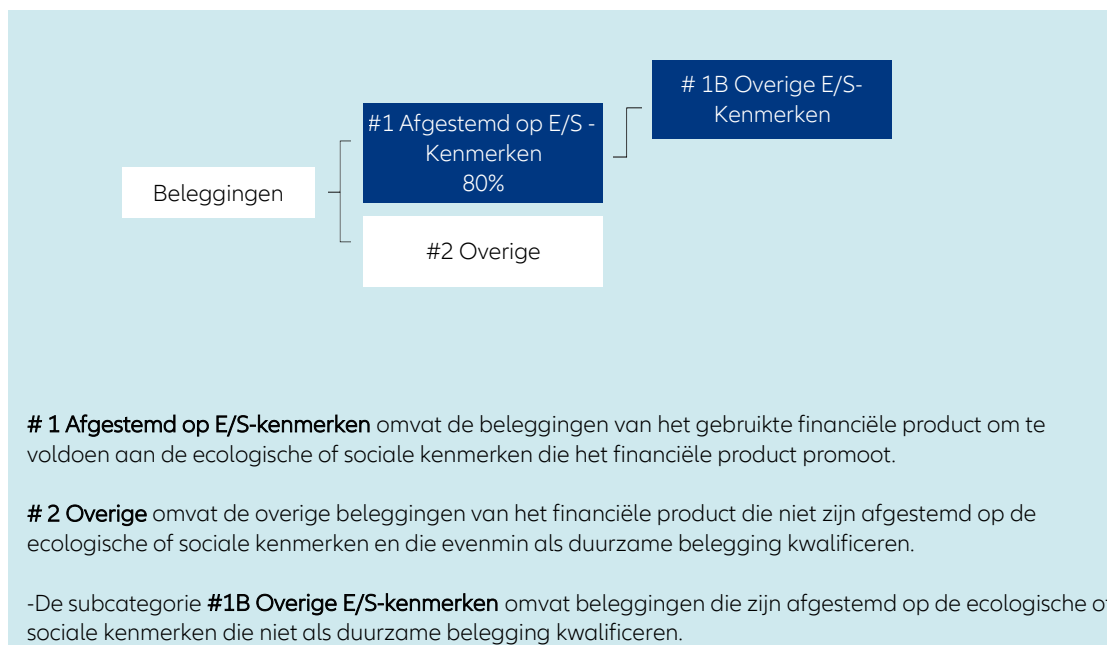 # 1B Overige E/S-
Kenmerken
#1 Afgestemd op E/S -
Kenmerken
80%
Beleggingen
#2 Overige
# 1 Afgestemd op E/S-kenmerken omvat de beleggingen van het gebruikte financiële product om te
voldoen aan de ecologische of sociale kenmerken die het financiële product promoot.
# 2 Overige omvat de overige beleggingen van het financiële product die niet zijn afgestemd op de
ecologische of sociale kenmerken en die evenmin als duurzame belegging kwalificeren.
-De subcategorie #1B Overige E/S-kenmerken omvat beleggingen die zijn afgestemd op de ecologische
sociale kenmerken die niet als duurzame belegging kwalificeren.